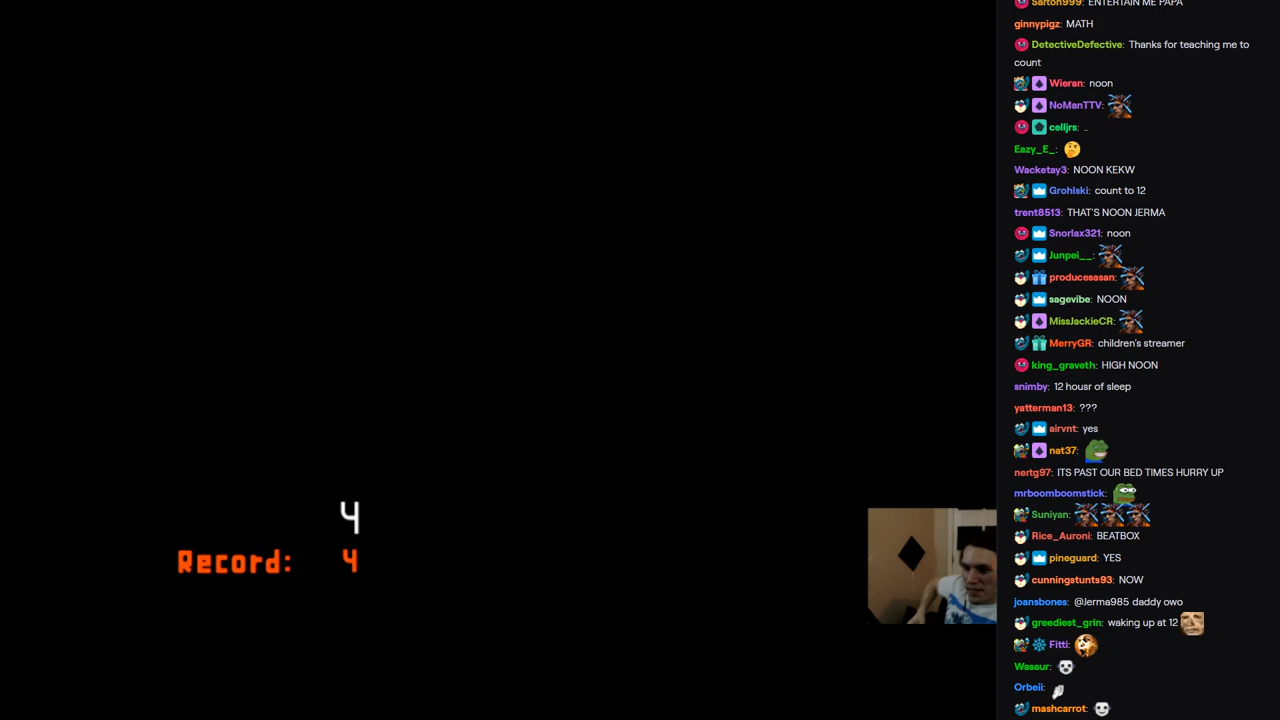 4
Record: 4
Sarton999: ENTERTAIN ME PAPA
ginnypigz: MATH
DetectiveDefective: Thanks for teaching me to
count
Wieran: noon
NoManTTV:
celljrs: ..
Eazy_E_:
Wacketay3: NOON KEKW
Grohlski: count to 12
trent8513: THAT'S NOON JERMA
Snorlax321: noon
Junpei__:
producesasan:
sagevibe: NOON
MissJackieCR:
MerryGR: children's streamer
king_graveth: HIGH NOON
snimby: 12 housr of sleep
yatterman13: ???
airvnt: yes
nat37:
nertg97: ITS PAST OUR BED TIMES HURRY UP
mrboomboomstick:
Suniyan:
Rice_Auroni: BEATBOX
pineguard: YES
cunningstunts93: NOW
joansbones: @Jerma985 daddy owo
greediest_grin: waking up at 12
Fitti:
Wasaur:
Orbeii:
mashcarrot: